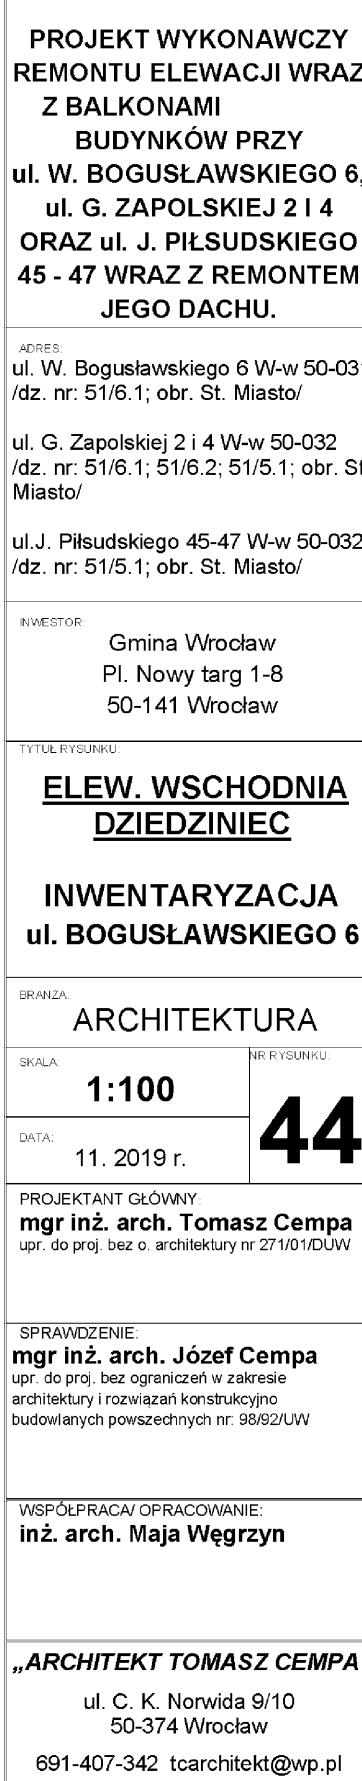 PROJEKT WYKONAWCZY
REMONTU ELEWACJI WRAZ
Z BALKONAMI
BUDYNKÓW PRZY
ul. W. BOGUSŁAWSKIEGO 6,
ul. G. ZAPOLSKIEJ 2 I 4
ORAZ ul. J. PIŁSUDSKIEGO
45 - 47 WRAZ Z REMONTEM
JEGO DACHU.
ADRES:
ul. W. Bogusławskiego 6 W-w 50-031
/dz. nr: 51/6.1; obr. St. Miasto/
ul. G. Zapolskiej 2 i 4 W-w 50-032
/dz. nr: 51/6.1; 51/6.2; 51/5.1; obr. St
Miasto/
ul.J. Piłsudskiego 45-47 W-w 50-032
/dz. nr: 51/5.1; obr. St. Miasto/
INWESTOR:
Gmina Wrocław
Pl. Nowy targ 1-8
50-141 Wrocław
TYTUŁ RYSUNKU:
ELEW. WSCHODNIA
DZIEDZINIEC
INWENTARYZACJA
ul. BOGUSŁAWSKIEGO 6
BRANŻA:
ARCHITEKTURA
SKALA:
1:100
NR RYSUNKU:
44
DATA:
11. 2019 r.
PROJEKTANT GŁÓWNY:
mgr inż. arch. Tomasz Cempa
upr. do proj. bez o. architektury nr 271/01/DUW
SPRAWDZENIE:
mgr inż. arch. Józef Cempa
upr. do proj. bez ograniczeń w zakresie
architektury i rozwiązań konstrukcyjno
budowlanych powszechnych nr: 98/92/UW
WSPÓŁPRACA/ OPRACOWANIE:
inż. arch. Maja Węgrzyn
„ARCHITEKT TOMASZ CEMPA
ul. C. K. Norwida 9/10
50-374 Wrocław
691-407-342 tcarchitekt@wp.pl